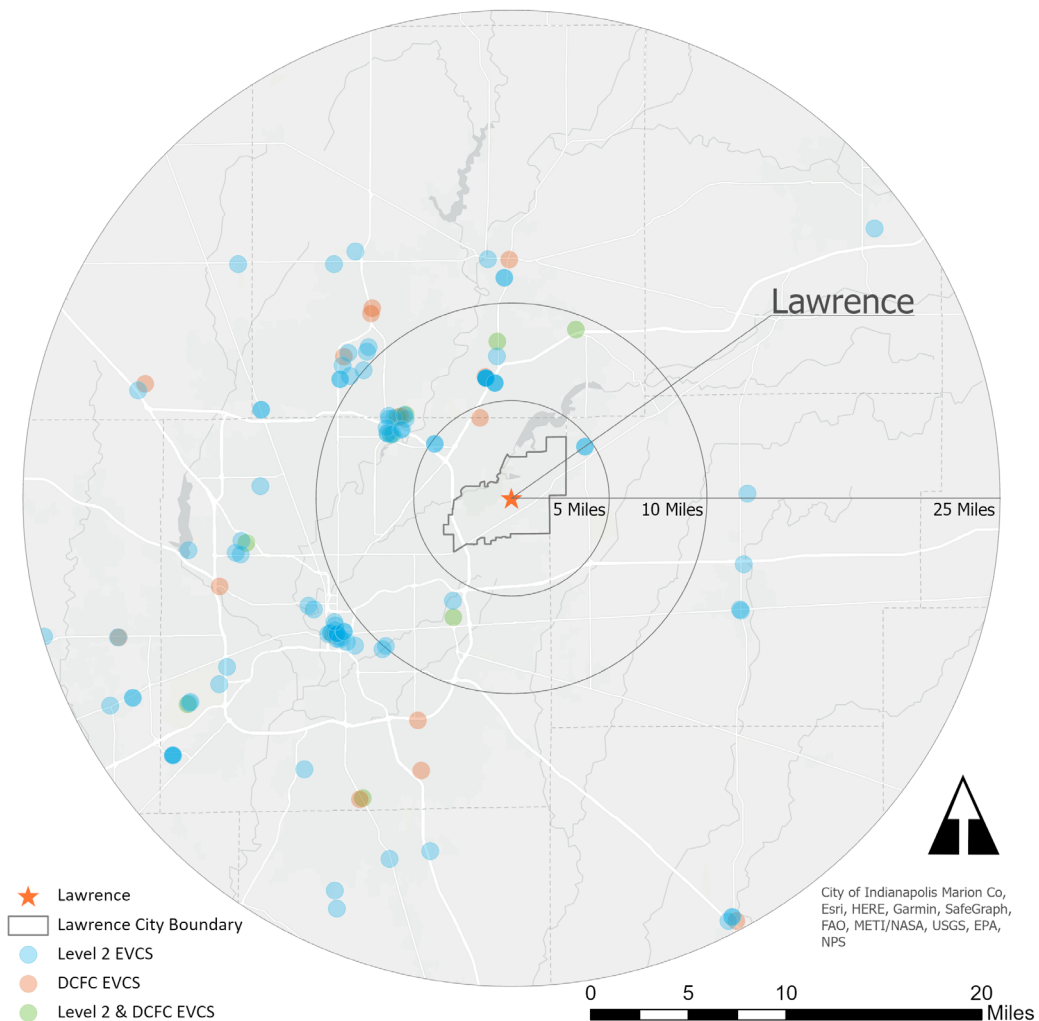 Lawrence
5 Miles
10 Miles
25 Miles
Lawrence
Lawrence City Boundary
Level 2 EVCS
DCFC EVCS
Level 2 & DCFC EVCS
City of Indianapolis Marion Co,
Esri, HERE, Garmin, SafeGraph,
FAO, METI/NASA, USGS, EPA,
NPS
0 5 10 20
Miles